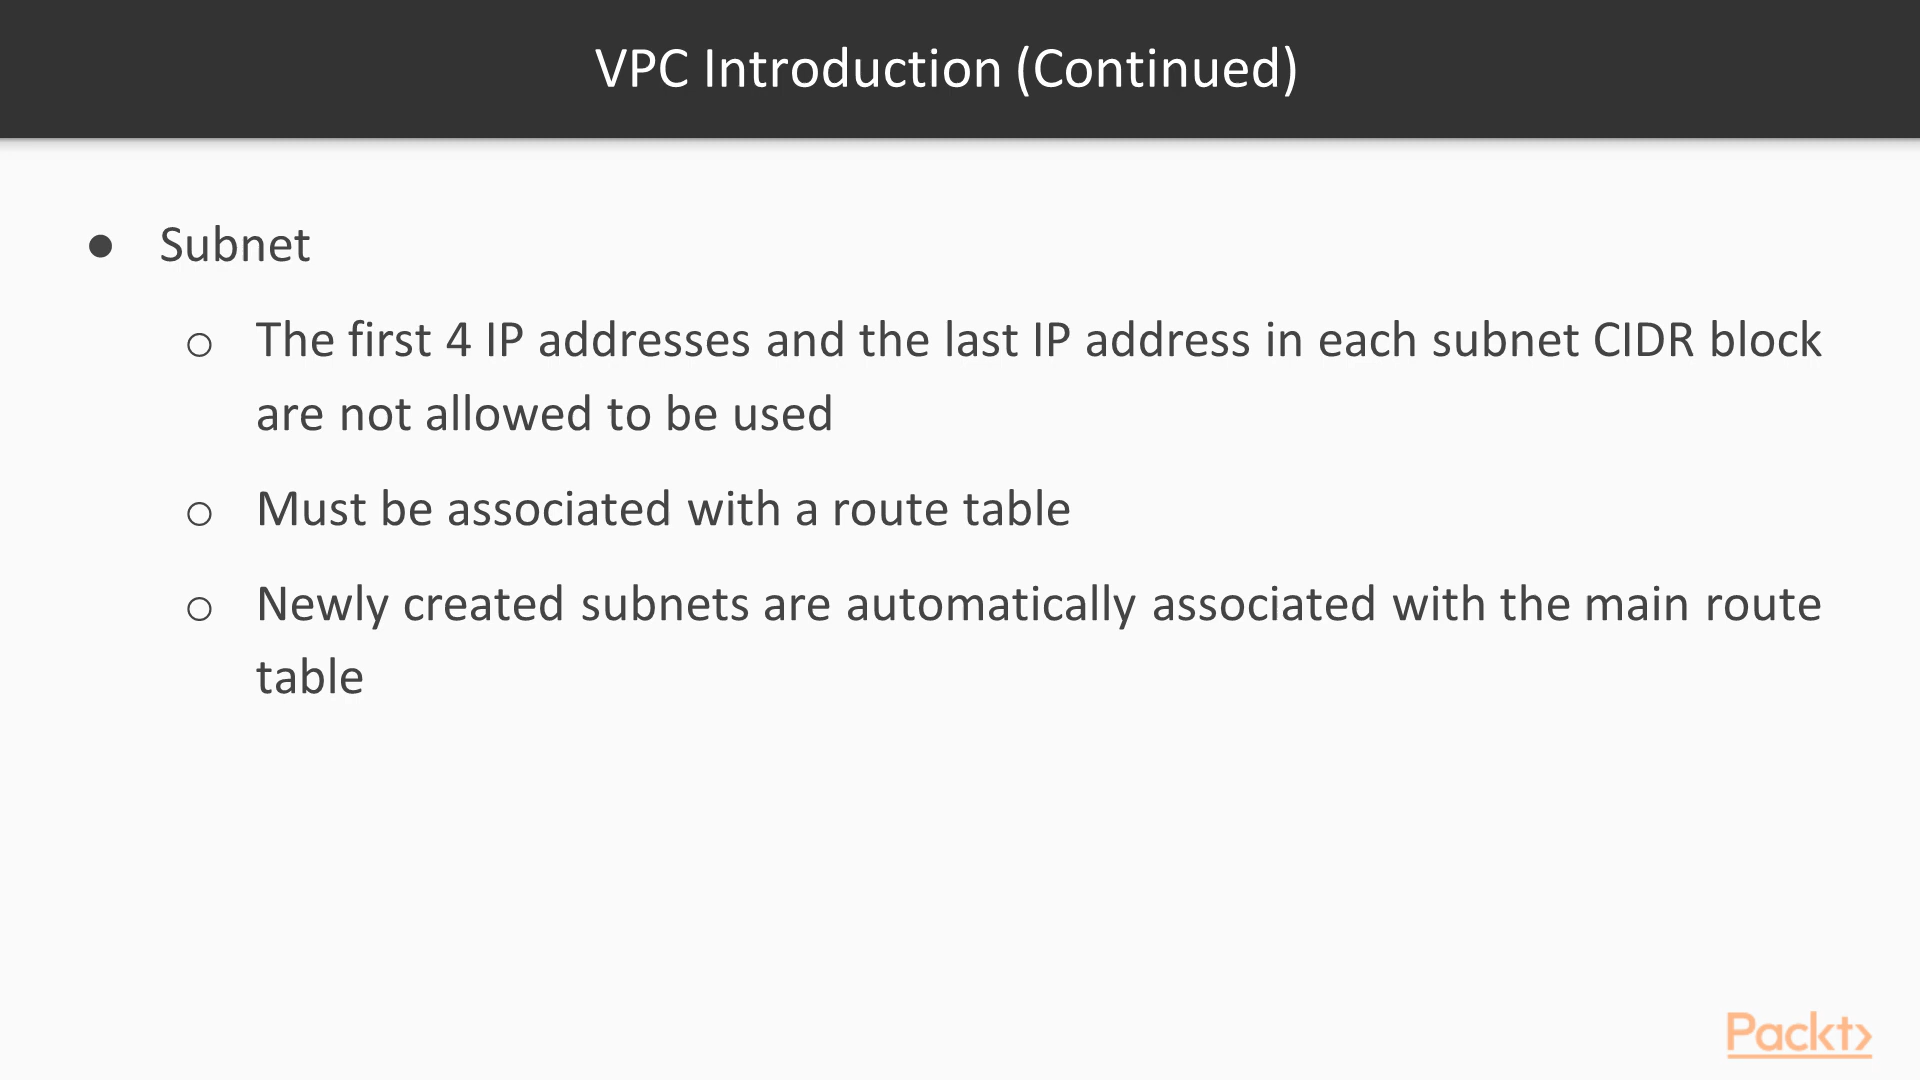 VPC Introduction (Continued)
● Subnet
○ The first 4 IP addresses and the last IP address in each subnet CIDR block
are not allowed to be used
○ Must be associated with a route table
○ Newly created subnets are automatically associated with the main route
table
Packt>